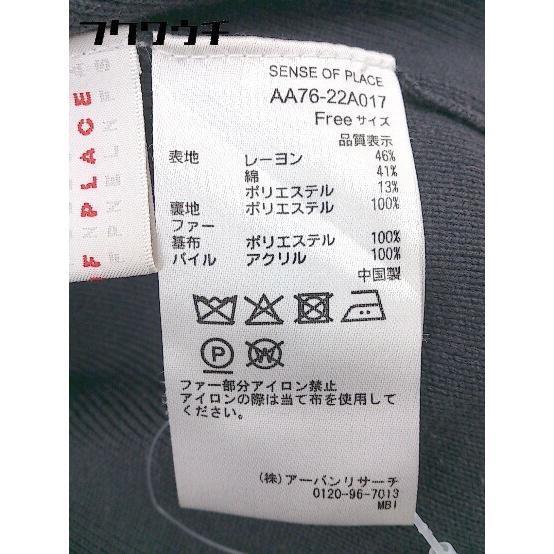 フクウウチ
F PLACE
SENSE OF PLACE
AA76-22A017
Free サイズ
品質表示
表地 レーヨン 46%
綿 41%
ポリエステル 13%
裏地 ポリエステル 100%
ファー
基布 ポリエステル 100%
パイル アクリル 100%
中国製
P W
ファー部分アイロン禁止
アイロンの際は当て布を使用して
ください。
(株)アーバンリサーチ
0120-96-7013
MBI